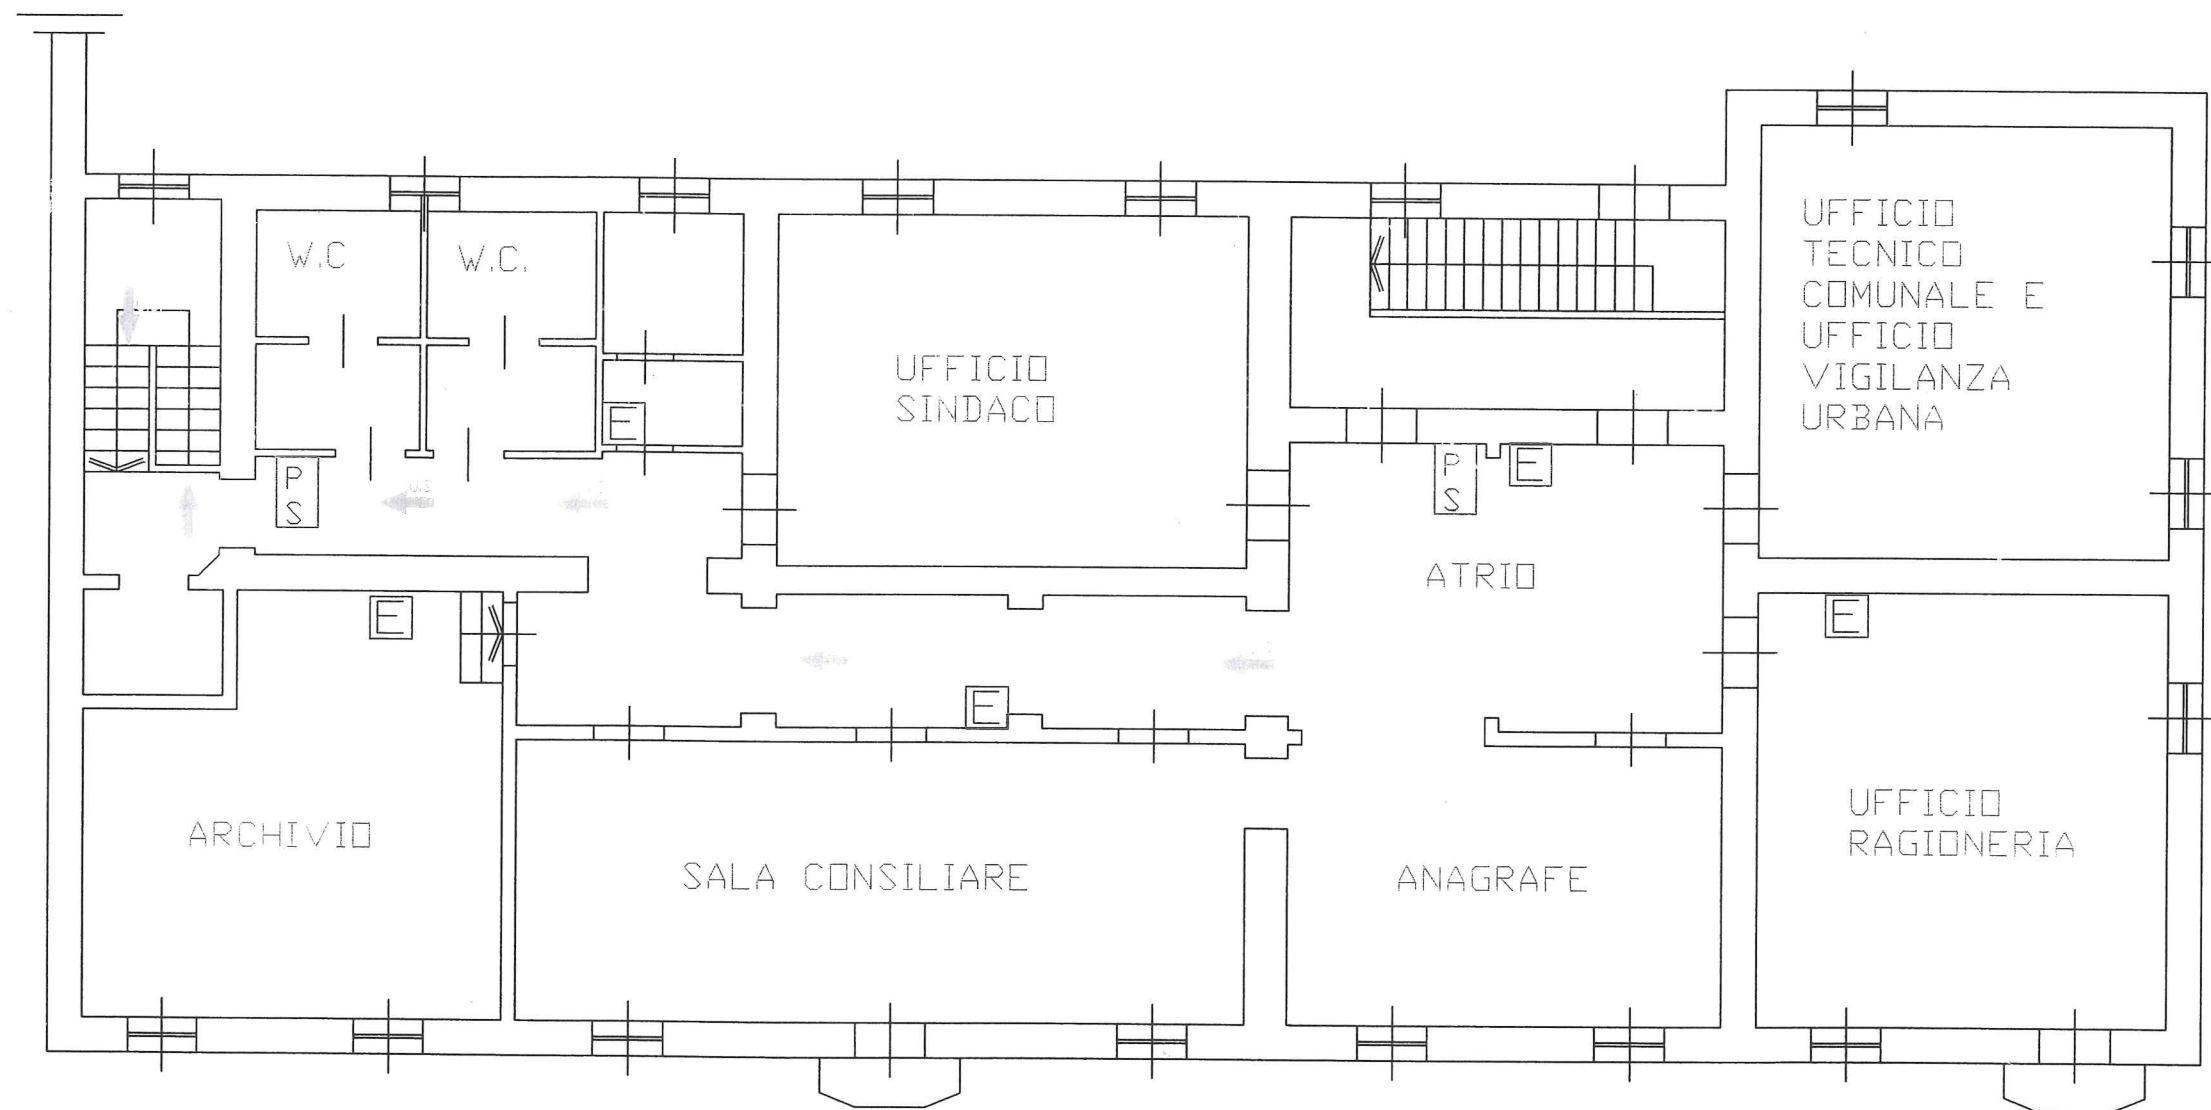 W.C
W.C.
UFFICIO
SINDACO
UFFICIO
TECNICO
COMUNALE E
UFFICIO
VIGILANZA
URBANA
E
P
S
U.S
P
S
E
ATRIO
E
E
E
ARCHIVIO
SALA CONSILIARE
ANAGRAFE
UFFICIO
RAGIONERIA